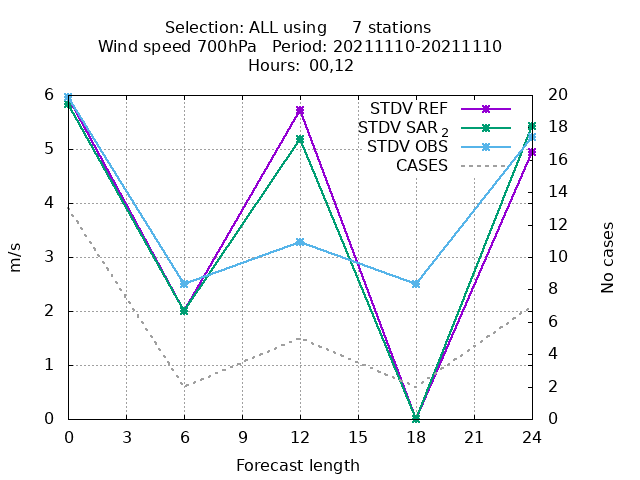 Selection: ALL using 7 stations
Wind speed 700hPa Period: 20211110-20211110
Hours: 00,12
6 20
STDV REF
STDV SAR 2
18
5 STDV OBS
16
CASES
14
4
12
3 10
8
2
6
4
1
2
0 0
0 3 6 9 12 15 18 21 24
m/s
No cases
Forecast length